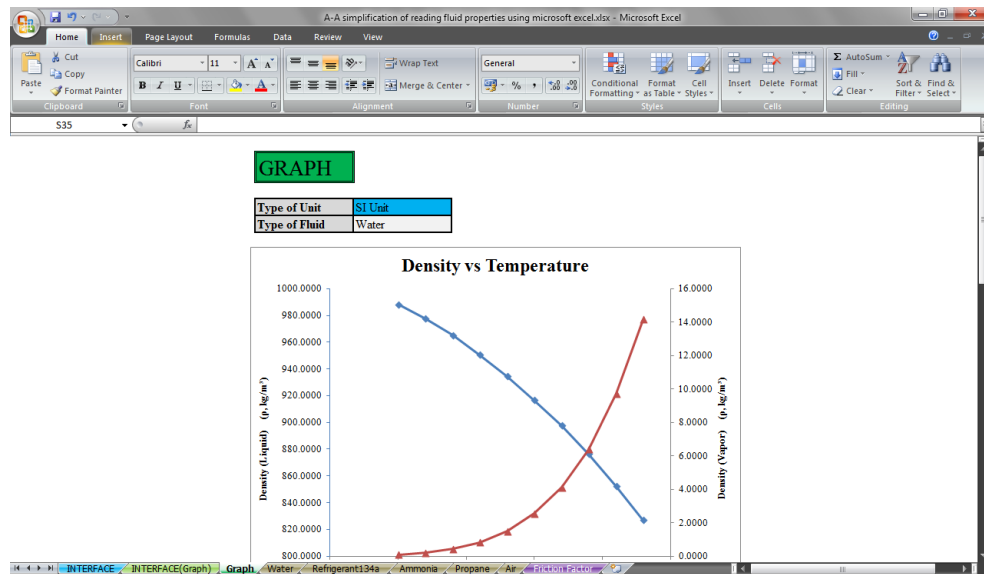 A-A simplification of reading fluid properties using microsoft excel.xlsx - Microsoft Excel
Home Insert Page Layout Formulas Data Review View
Paste
Cut
Copy
Format Painter
Clipboard
Calibri 11
B I U
Font
Wrap Text
Merge & Center
Alignment
General
Number
Conditional Formatting
Format as Table
Cell Styles
Styles
Insert Delete Format
Cells
AutoSum
Fill
Clear
Sort & Filter
Find & Select
Editing
S35 fx
GRAPH
Type of Unit SI Unit
Type of Fluid Water
Density vs Temperature
Density (Liquid) (ρ, kg/m³)
1000.0000
980.0000
960.0000
940.0000
920.0000
900.0000
880.0000
860.0000
840.0000
820.0000
800.0000
16.0000
14.0000
12.0000
10.0000
8.0000
6.0000
4.0000
2.0000
0.0000
Density (Vapor) (ρ, kg/m³)
INTERFACE INTERFACE(Graph) Graph Water Refrigerant134a Ammonia Propane Air Friction Factor